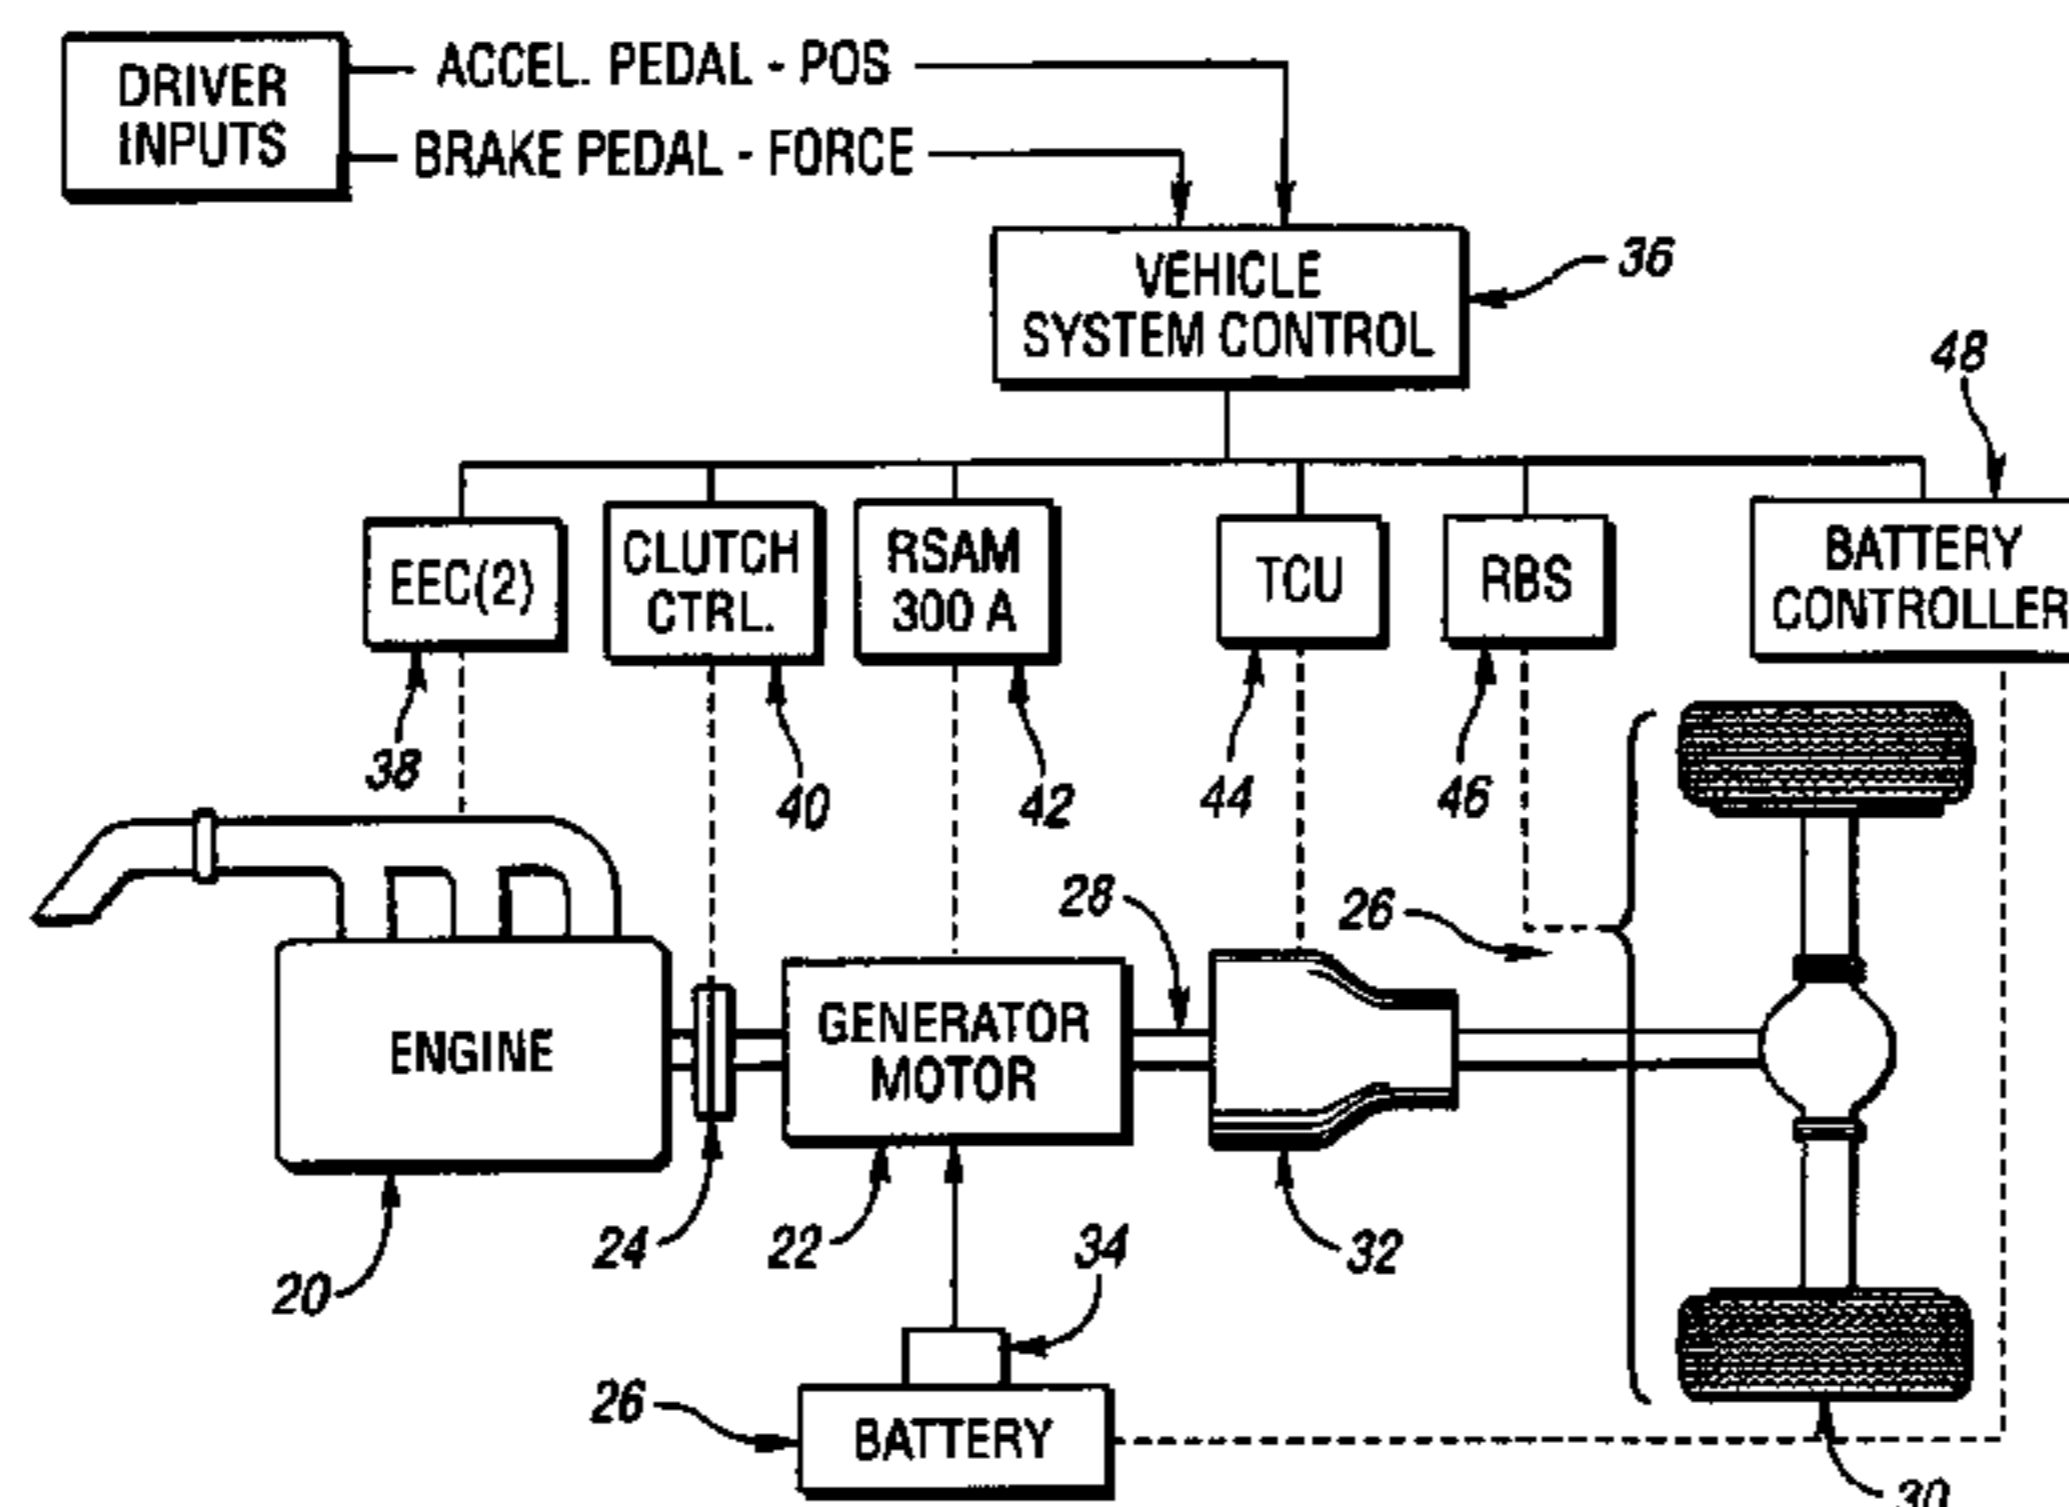 DRIVER
INPUTS
ACCEL. PEDAL - POS
BRAKE PEDAL - FORCE
VEHICLE
SYSTEM CONTROL
36
48
EEC(2)
CLUTCH
CTRL.
RSAM
300 A
TCU
RBS
BATTERY
CONTROLLER
38
40
42
44
46
28
26
ENGINE
GENERATOR
MOTOR
20
24
22
34
32
26
BATTERY
30